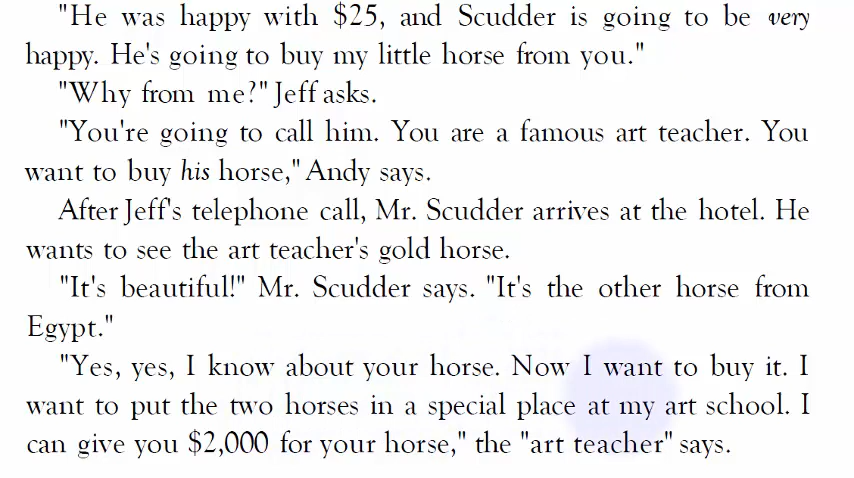 "He was happy with $25, and Scudder is going to be very
happy. He's going to buy my little horse from you."
"Why from me?" Jeff asks.
"You're going to call him. You are a famous art teacher. You
want to buy his horse," Andy says.
After Jeff's telephone call, Mr. Scudder arrives at the hotel. He
wants to see the art teacher's gold horse.
"It's beautiful!" Mr. Scudder says. "It's the other horse from
Egypt."
"Yes, yes, I know about your horse. Now I want to buy it. I
want to put the two horses in a special place at my art school. I
can give you $2,000 for your horse," the "art teacher" says.